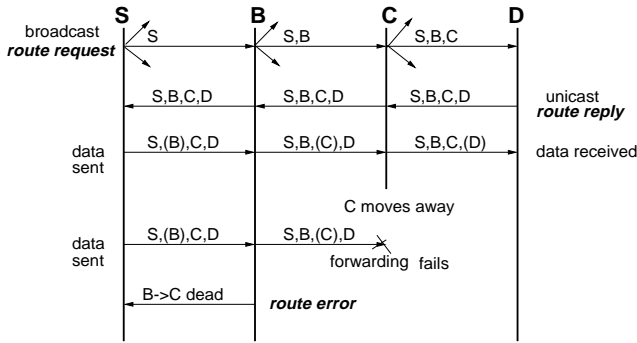 S B C D
broadcast
route request
S
S,B
S,B,C
S,B,C,D
S,B,C,D
S,B,C,D
unicast
route reply
data
sent
S,(B),C,D
S,B,(C),D
S,B,C,(D)
data received
C moves away
data
sent
S,(B),C,D
S,B,(C),D
forwarding fails
B->C dead
route error